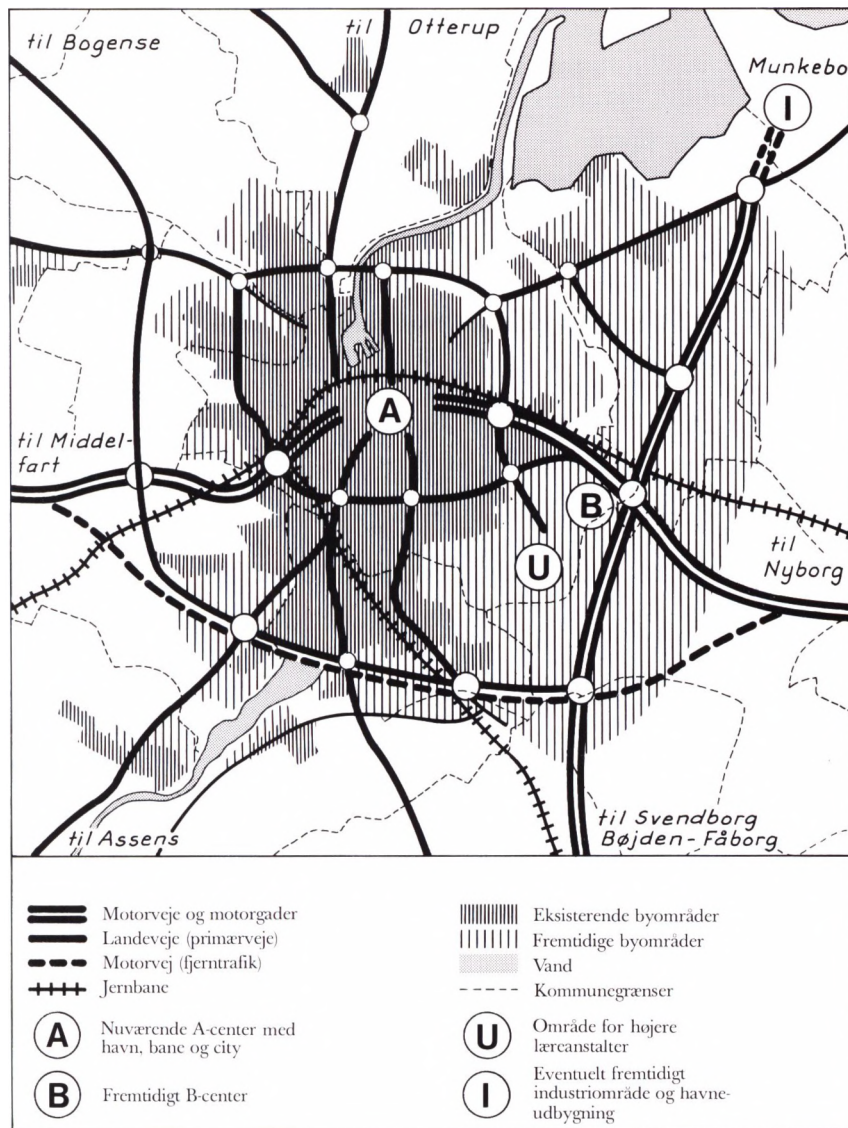 til Bogense
til Otterup
Munkebo
I
A
til Middel-
fart
B
U
til
Nyborg
til Assens
til Svendborg
Bøjden-Fåborg
Motorveje og motorgader
Landeveje (primærveje)
Motorvej (fjerntrafik)
Jernbane
A
Nuværende A-center med
havn, bane og city
B
Fremtidigt B-center
Eksisterende byområder
Fremtidige byområder
Vand
Kommunegrænser
U
Område for højere
læreanstalter
I
Eventuelt fremtidigt
industriområde og havne-
udbygning